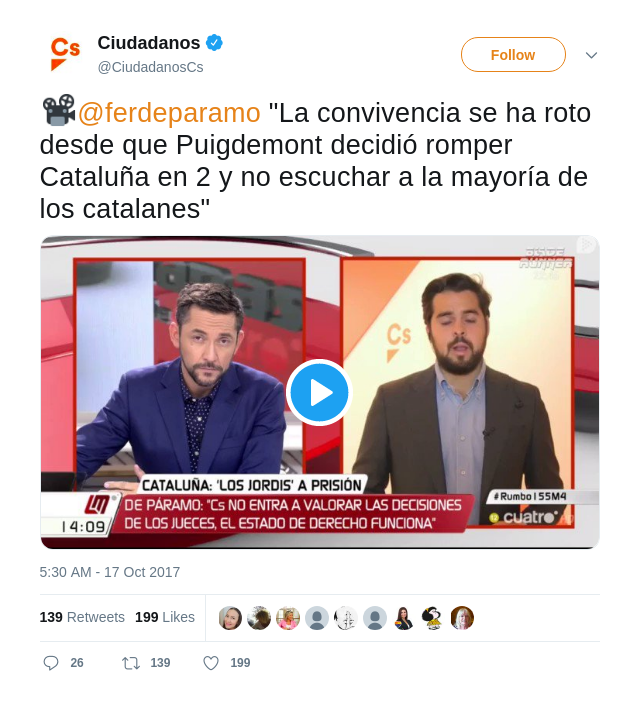 Ciudadanos
@CiudadanosCs
Follow
@ferdeparamo "La convivencia se ha roto
desde que Puigdemont decidió romper
Cataluña en 2 y no escuchar a la mayoría de
los catalanes"
BLADE
RUNNER
Cs
CATALUÑA: 'LOS JORDIS' A PRISIÓN
DE PÁRAMO: "Cs NO ENTRA A VALORAR LAS DECISIONES
DE LOS JUECES, EL ESTADO DE DERECHO FUNCIONA"
14:09
#Rumbo155M4
cuatro
5:30 AM - 17 Oct 2017
139 Retweets 199 Likes
26 139 199